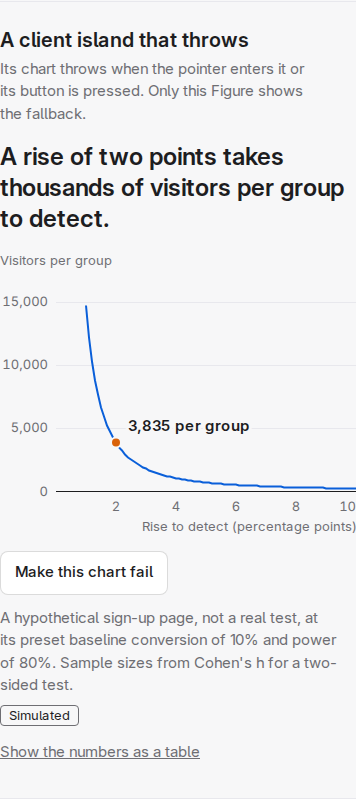 A client island that throws
Its chart throws when the pointer enters it or
its button is pressed. Only this Figure shows
the fallback.
A rise of two points takes
thousands of visitors per group
to detect.
Visitors per group
15,000
10,000
5,000
3,835 per group
0
2 4 6 8 10
Rise to detect (percentage points)
Make this chart fail
A hypothetical sign-up page, not a real test, at
its preset baseline conversion of 10% and power
of 80%. Sample sizes from Cohen's h for a two-
sided test.
Simulated
Show the numbers as a table